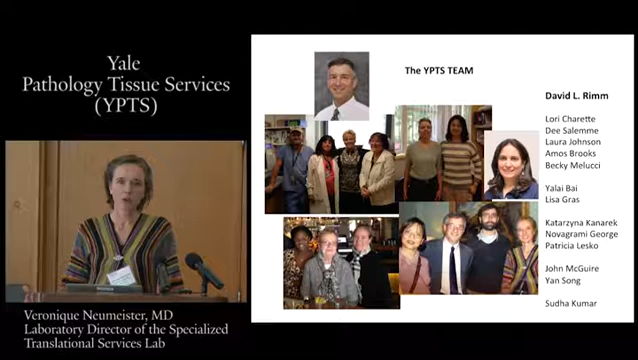 Yale
Pathology Tissue Services
(YPTS)
The YPTS TEAM
David L. Rimm
Lori Charette
Dee Salemme
Laura Johnson
Amos Brooks
Becky Melucci
Yalai Bai
Lisa Gras
Katarzyna Kanarek
Novagrami George
Patricia Lesko
John McGuire
Yan Song
Sudha Kumar
Veronique Neumeister, MD
Laboratory Director of the Specialized
Translational Services Lab